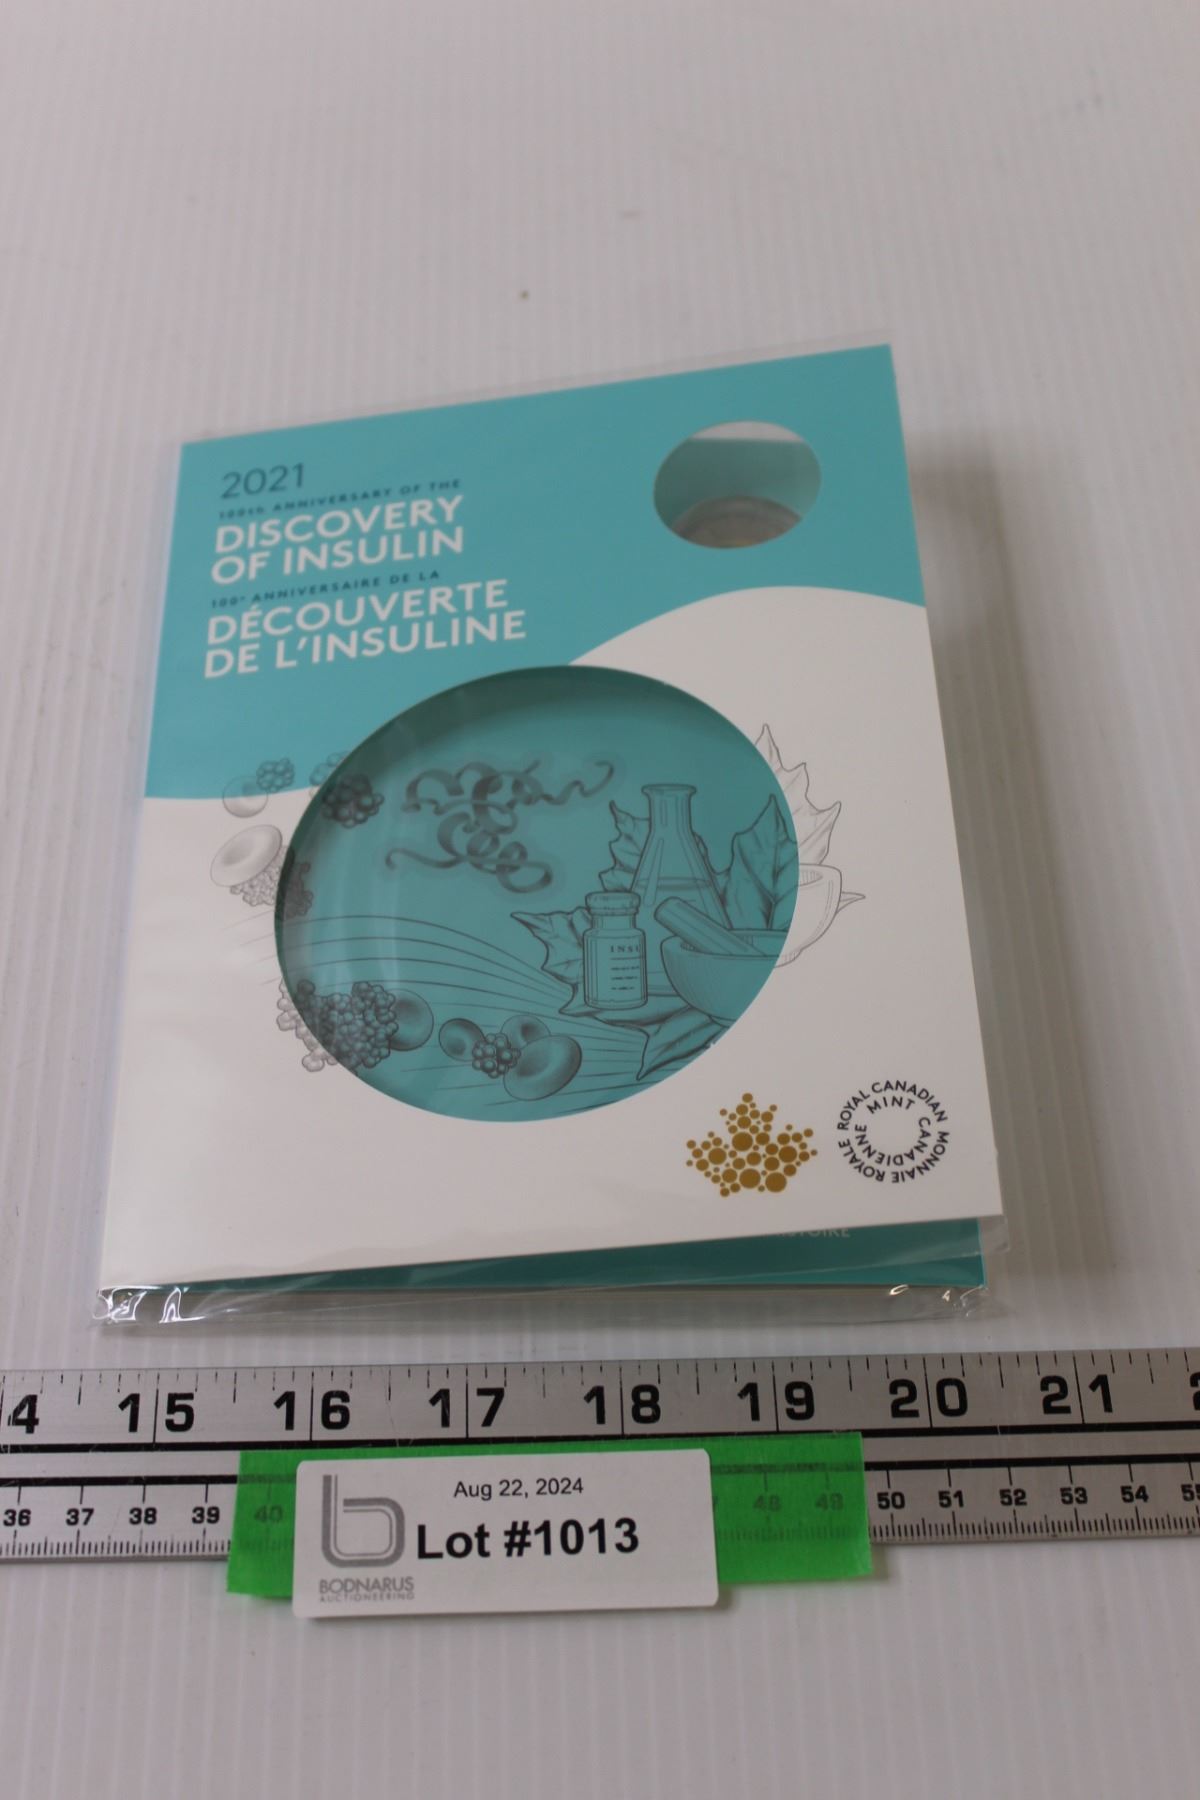 2021
100th ANNIVERSARY OF THE
DISCOVERY
OF INSULIN
100e ANNIVERSAIRE DE LA
DÉCOUVERTE
DE L'INSULINE
INSU
ROYAL CANADIAN MINT
MONNAIE ROYALE CANADIENNE
15 16 17 18 19 20 21
36 37 38 39 40 48 49 50 51 52 53 54
Aug 22, 2024
Lot #1013
BODNARUS
AUCTIONEERING